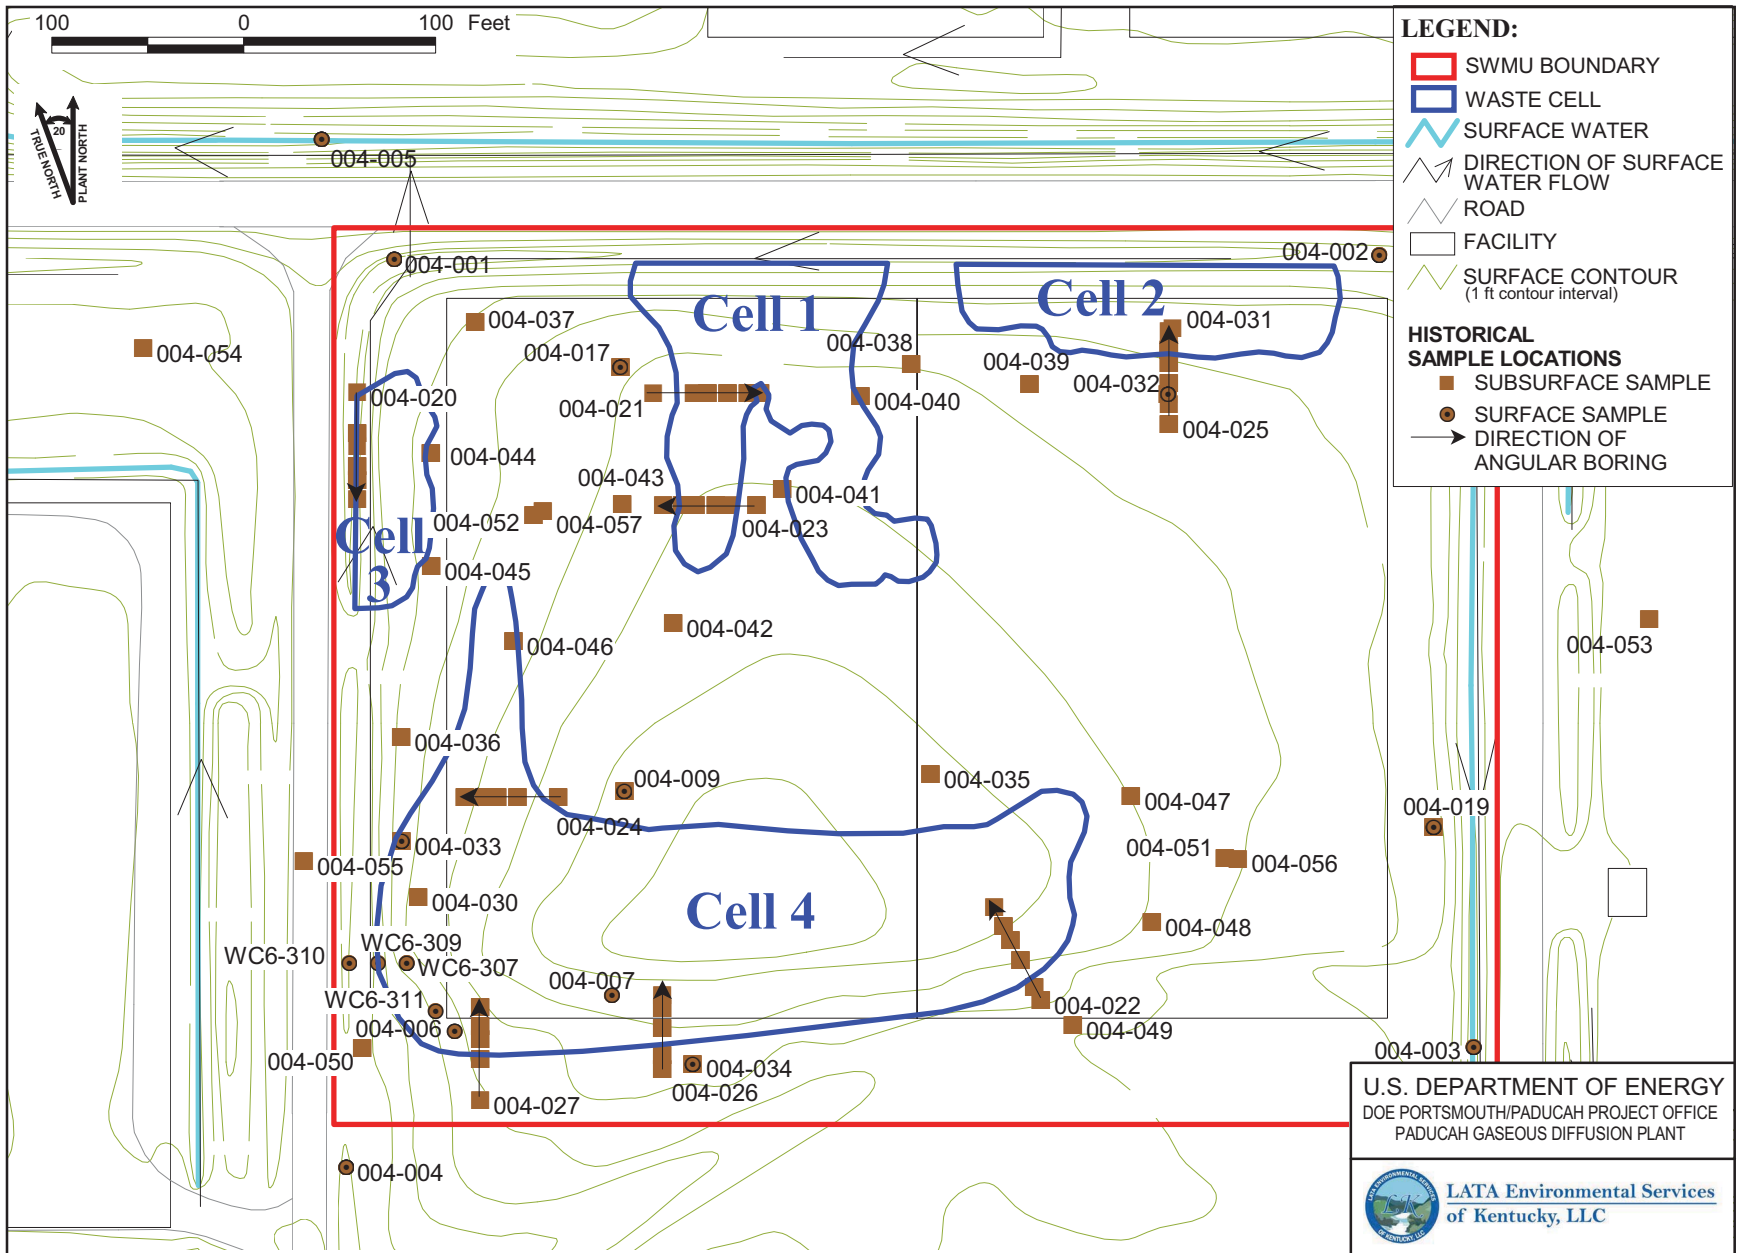 100 0 100 Feet
TRUE NORTH
20
PLANT NORTH
LEGEND:
SWMU BOUNDARY
WASTE CELL
SURFACE WATER
DIRECTION OF SURFACE
WATER FLOW
ROAD
FACILITY
SURFACE CONTOUR
(1 ft contour interval)
HISTORICAL
SAMPLE LOCATIONS
SUBSURFACE SAMPLE
SURFACE SAMPLE
DIRECTION OF
ANGULAR BORING
004-005
004-001
004-002
Cell 1
Cell 2
004-037
004-031
004-054
004-017
004-038
004-039
004-032
004-020
004-021
004-040
004-025
004-044
004-043
004-041
004-052
004-057
004-023
Cell
3
004-045
004-046
004-042
004-053
004-036
004-009
004-035
004-047
004-019
004-024
004-033
004-055
004-051
004-056
004-030
Cell 4
004-048
WC6-309
WC6-310
WC6-307
004-007
WC6-311
004-022
004-006
004-049
004-050
004-034
004-003
004-026
004-027
004-004
U.S. DEPARTMENT OF ENERGY
DOE PORTSMOUTH/PADUCAH PROJECT OFFICE
PADUCAH GASEOUS DIFFUSION PLANT
LATA ENVIRONMENTAL SERVICES
LK
OF KENTUCKY, LLC
LATA Environmental Services
of Kentucky, LLC